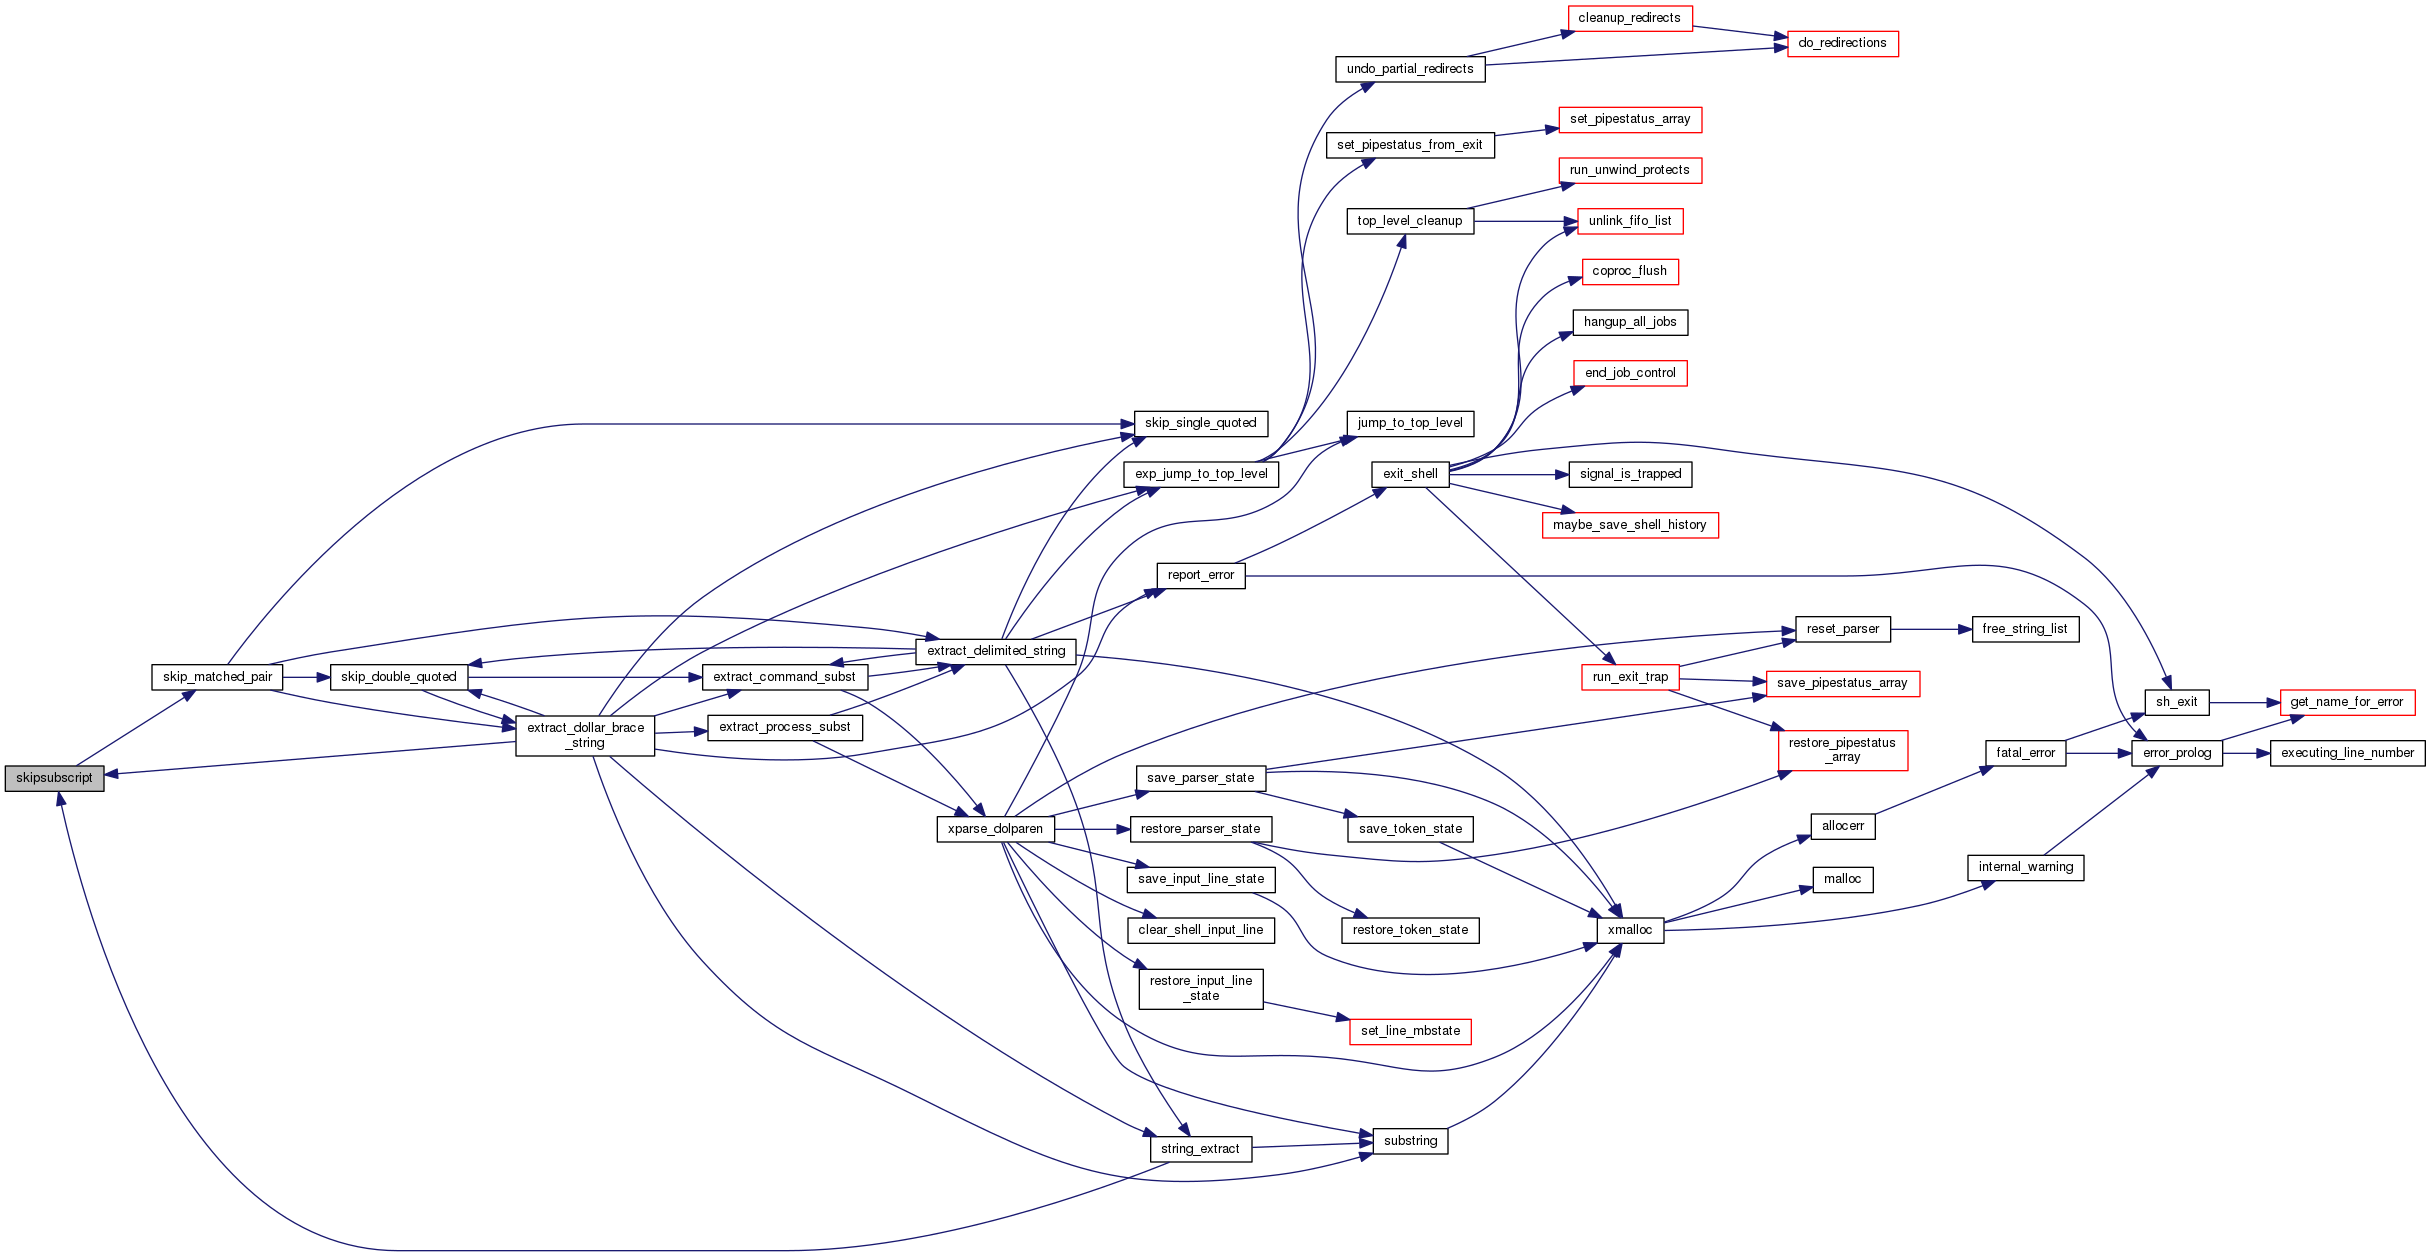 cleanup_redirects
do_redirections
undo_partial_redirects
set_pipestatus_array
set_pipestatus_from_exit
run_unwind_protects
top_level_cleanup
unlink_fifo_list
coproc_flush
hangup_all_jobs
end_job_control
skip_single_quoted
jump_to_top_level
exp_jump_to_top_level
exit_shell
signal_is_trapped
maybe_save_shell_history
report_error
reset_parser
free_string_list
extract_delimited_string
skip_matched_pair
skip_double_quoted
extract_command_subst
run_exit_trap
save_pipestatus_array
sh_exit
get_name_for_error
extract_dollar_brace
_string
extract_process_subst
restore_pipestatus
_array
fatal_error
error_prolog
executing_line_number
skipsubscript
save_parser_state
xparse_dolparen
restore_parser_state
save_token_state
allocerr
internal_warning
save_input_line_state
malloc
clear_shell_input_line
restore_token_state
xmalloc
restore_input_line
_state
set_line_mbstate
string_extract
substring